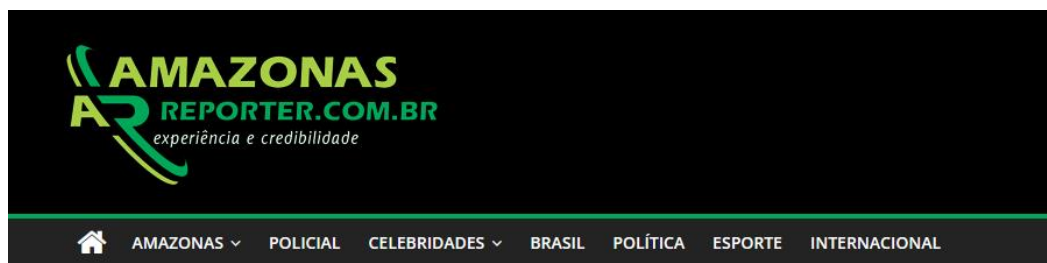 AMAZONAS
AR REPORTER.COM.BR
experiência e credibilidade
AMAZONAS POLICIAL CELEBRIDADES BRASIL POLÍTICA ESPORTE INTERNACIONAL